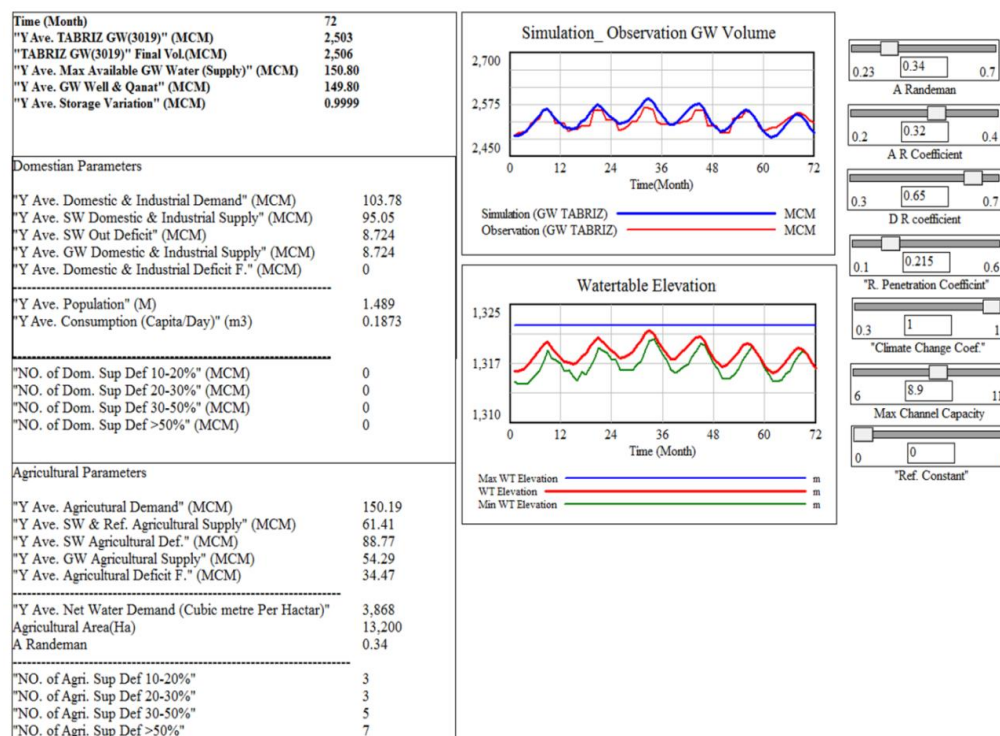 Time (Month) 72
"Y Ave. TABRIZ GW(3019)" (MCM) 2,503
"TABRIZ GW(3019)" Final Vol.(MCM) 2,506
"Y Ave. Max Available GW Water (Supply)" (MCM) 150.80
"Y Ave. GW Well & Qanat" (MCM) 149.80
"Y Ave. Storage Variation" (MCM) 0.9999
Domestian Parameters
"Y Ave. Domestic & Industrial Demand" (MCM) 103.78
"Y Ave. SW Domestic & Industrial Supply" (MCM) 95.05
"Y Ave. SW Out Deficit" (MCM) 8.724
"Y Ave. GW Domestic & Industrial Supply" (MCM) 8.724
"Y Ave. Domestic & Industrial Deficit F." (MCM) 0
"Y Ave. Population" (M) 1.489
"Y Ave. Consumption (Capita/Day)" (m3) 0.1873
"NO. of Dom. Sup Def 10-20%" (MCM) 0
"NO. of Dom. Sup Def 20-30%" (MCM) 0
"NO. of Dom. Sup Def 30-50%" (MCM) 0
"NO. of Dom. Sup Def >50%" (MCM) 0
Agricultural Parameters
"Y Ave. Agricutural Demand" (MCM) 150.19
"Y Ave. SW & Ref. Agricultural Supply" (MCM) 61.41
"Y Ave. SW Agricultural Def." (MCM) 88.77
"Y Ave. GW Agricultural Supply" (MCM) 54.29
"Y Ave. Agricultural Deficit F." (MCM) 34.47
"Y Ave. Net Water Demand (Cubic metre Per Hactar)" 3,868
Agricultural Area(Ha) 13,200
A Randeman 0.34
"NO. of Agri. Sup Def 10-20%" 3
"NO. of Agri. Sup Def 20-30%" 3
"NO. of Agri. Sup Def 30-50%" 5
"NO. of Agri. Sup Def >50%" 7
Simulation_ Observation GW Volume
2,700
2,575
2,450
0 12 24 36 48 60 72
Time(Month)
Simulation (GW TABRIZ) MCM
Observation (GW TABRIZ) MCM
Watertable Elevation
1,325
1,317
1,310
0 12 24 36 48 60 72
Time (Month)
Max WT Elevation m
WT Elevation m
Min WT Elevation m
0.23 0.34 0.7
A Randeman
0.2 0.32 0.4
A R Coefficient
0.3 0.65 0.7
D R coefficient
0.1 0.215 0.6
"R. Penetration Coefficint"
0.3 1 1
"Climate Change Coef."
6 8.9 11
Max Channel Capacity
0 0 1
"Ref. Constant"